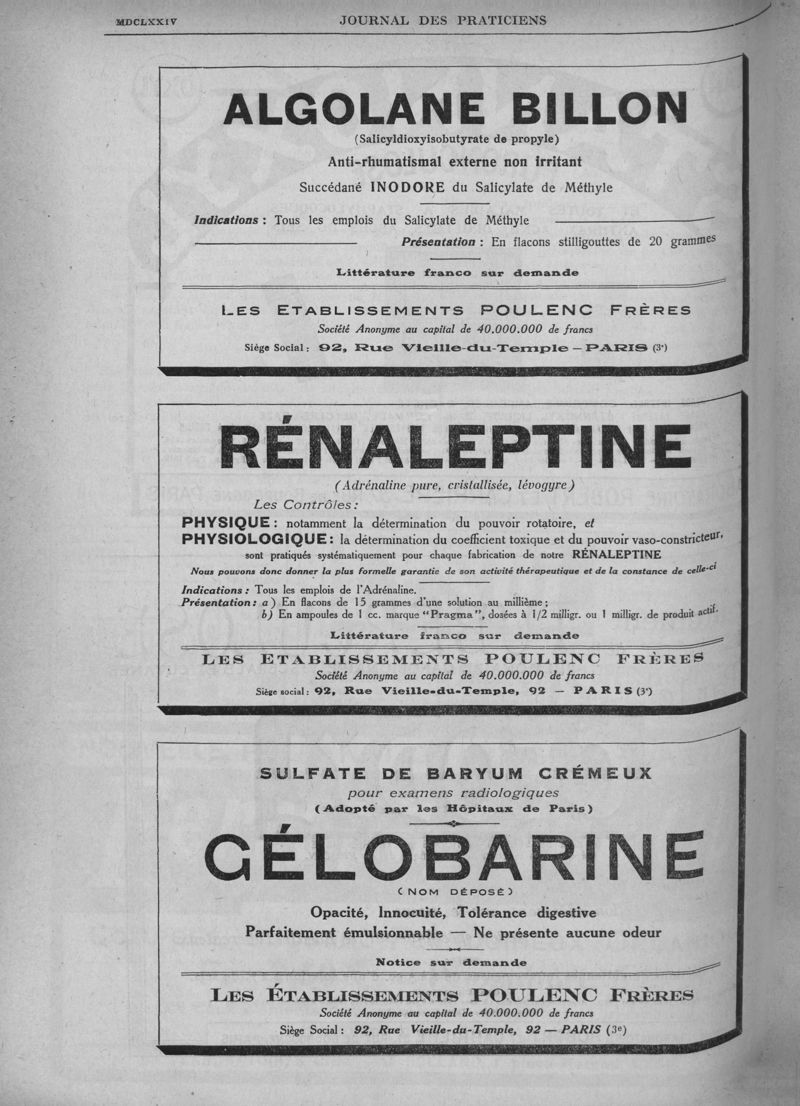 MDCLXXIV
JOURNAL DES PRATICIENS
ALGOLANE BILLON
(Salicyldioxyisobutyrate de propyle)
Anti-rhumatismal externe non irritant
Succédané INODORE du Salicylate de Méthyle
Indications : Tous les emplois du Salicylate de Méthyle
Présentation : En flacons stilligouttes de 20 grammes
Littérature franco sur demande
LES ETABLISSEMENTS POULENC FRÈRES
Société Anonyme au capital de 40.000.000 de francs
Siège Social : 92, Rue Vieille-du-Temple – PARIS (3e)
RÉNALEPTINE
(Adrénaline pure, cristallisée, lévogyre)
Les Contrôles :
PHYSIQUE : notamment la détermination du pouvoir rotatoire, et
PHYSIOLOGIQUE : la détermination du coefficient toxique et du pouvoir vaso-constricteur,
sont pratiqués systématiquement pour chaque fabrication de notre RÉNALEPTINE
Nous pouvons donc donner la plus formelle garantie de son activité thérapeutique et de la constance de celle-ci
Indications : Tous les emplois de l'Adrénaline.
Présentation : a) En flacons de 15 grammes d'une solution au millième ;
b) En ampoules de 1 cc. marque "Pragma", dosées à 1/2 milligr. ou 1 milligr. de produit actif.
Littérature franco sur demande
LES ETABLISSEMENTS POULENC FRÈRES
Société Anonyme au capital de 40.000.000 de francs
Siège social : 92, Rue Vieille-du-Temple, 92 — PARIS (3e)
SULFATE DE BARYUM CRÉMEUX
pour examens radiologiques
(Adopté par les Hôpitaux de Paris)
GÉLOBARINE
(NOM DÉPOSÉ)
Opacité, Innocuité, Tolérance digestive
Parfaitement émulsionnable — Ne présente aucune odeur
Notice sur demande
LES ÉTABLISSEMENTS POULENC FRÈRES
Société Anonyme au capital de 40.000.000 de francs
Siège Social : 92, Rue Vieille-du-Temple, 92 — PARIS (3e)